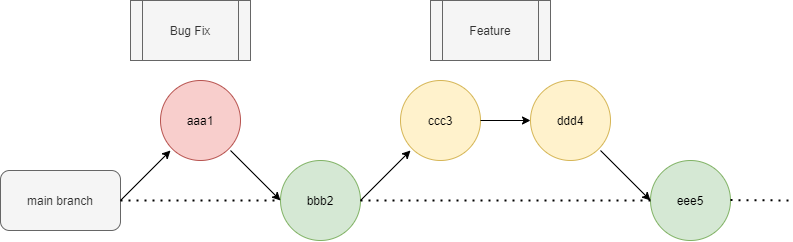 Bug Fix
Feature
aaa1
ccc3
ddd4
main branch
bbb2
eee5